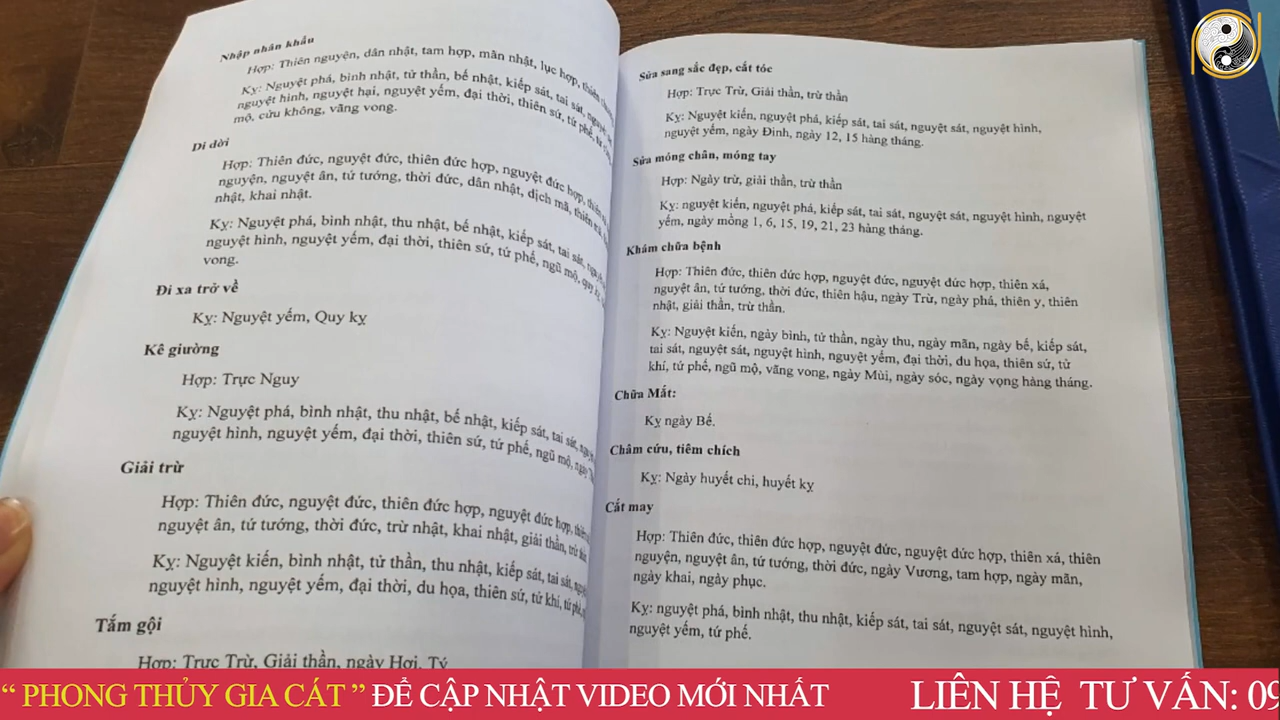 Nhập nhân khẩu
Hợp: Thiên nguyện, dân nhật, tam hợp, mãn nhật, lục hợp,
Kỵ: Nguyệt phá, bình nhật, tử thần, bế nhật, kiếp sát, tai sát,
nguyệt hình, nguyệt hại, nguyệt yếm, đại thời, thiên sứ, tứ phế,
mộ, cửu không, vãng vong.
Di dời
Hợp: Thiên đức, nguyệt đức, thiên đức hợp, nguyệt đức hợp,
nguyện, nguyệt ân, tứ tướng, thời đức, dân nhật, dịch mã,
nhật, khai nhật.
Kỵ: Nguyệt phá, bình nhật, thu nhật, bế nhật, kiếp sát, tai sát,
nguyệt hình, nguyệt yếm, đại thời, thiên sứ, tứ phế, ngũ mộ,
vong.
Đi xa trở về
Kỵ: Nguyệt yếm, Quy kỵ
Kê giường
Hợp: Trực Nguy
Kỵ: Nguyệt phá, bình nhật, thu nhật, bế nhật, kiếp sát, tai sát,
nguyệt hình, nguyệt yếm, đại thời, thiên sứ, tứ phế, ngũ mộ,
Giải trừ
Hợp: Thiên đức, nguyệt đức, thiên đức hợp, nguyệt đức hợp,
nguyệt ân, tứ tướng, thời đức, trừ nhật, khai nhật, giải thần,
Kỵ: Nguyệt kiến, bình nhật, tử thần, thu nhật, kiếp sát, tai sát,
nguyệt hình, nguyệt yếm, đại thời, du họa, thiên sứ, tử khí, tứ phế,
Tắm gội
Hợp: Trực Trừ, Giải thần, ngày Hợi, Tý
Sửa sang sắc đẹp, cắt tóc
Hợp: Trực Trừ, Giải thần, trừ thần
Kỵ: Nguyệt kiến, nguyệt phá, kiếp sát, tai sát, nguyệt sát, nguyệt hình,
nguyệt yếm, ngày Đinh, ngày 12, 15 hàng tháng.
Sửa móng chân, móng tay
Hợp: Ngày trừ, giải thần, trừ thần
Kỵ: nguyệt kiến, nguyệt phá, kiếp sát, tai sát, nguyệt sát, nguyệt hình, nguyệt
yếm, ngày mồng 1, 6, 15, 19, 21, 23 hàng tháng.
Khám chữa bệnh
Hợp: Thiên đức, thiên đức hợp, nguyệt đức, nguyệt đức hợp, thiên xá,
nguyệt ân, tứ tướng, thời đức, thiên hậu, ngày Trừ, ngày phá, thiên y, thiên
nhật, giải thần, trừ thần.
Kỵ: Nguyệt kiến, ngày bình, tử thần, ngày thu, ngày mãn, ngày bế, kiếp sát,
tai sát, nguyệt sát, nguyệt hình, nguyệt yếm, đại thời, du họa, thiên sứ, tử
khí, tứ phế, ngũ mộ, vãng vong, ngày Mùi, ngày sóc, ngày vọng hàng tháng.
Chữa Mắt:
Kỵ ngày Bế.
Châm cứu, tiêm chích
Kỵ: Ngày huyết chi, huyết kỵ
Cắt may
Hợp: Thiên đức, thiên đức hợp, nguyệt đức, nguyệt đức hợp, thiên xá, thiên
nguyện, nguyệt ân, tứ tướng, thời đức, ngày Vương, tam hợp, ngày mãn,
ngày khai, ngày phục.
Kỵ: nguyệt phá, bình nhật, thu nhật, kiếp sát, tai sát, nguyệt sát, nguyệt hình,
nguyệt yếm, tứ phế.
“ PHONG THỦY GIA CÁT ” ĐỂ CẬP NHẬT VIDEO MỚI NHẤT LIÊN HỆ TƯ VẤN: 09